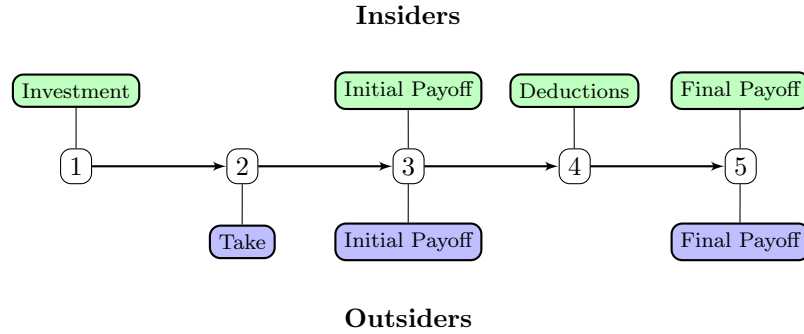 Insiders
Investment
Initial Payoff
Deductions
Final Payoff
1
2
3
4
5
Take
Initial Payoff
Final Payoff
Outsiders